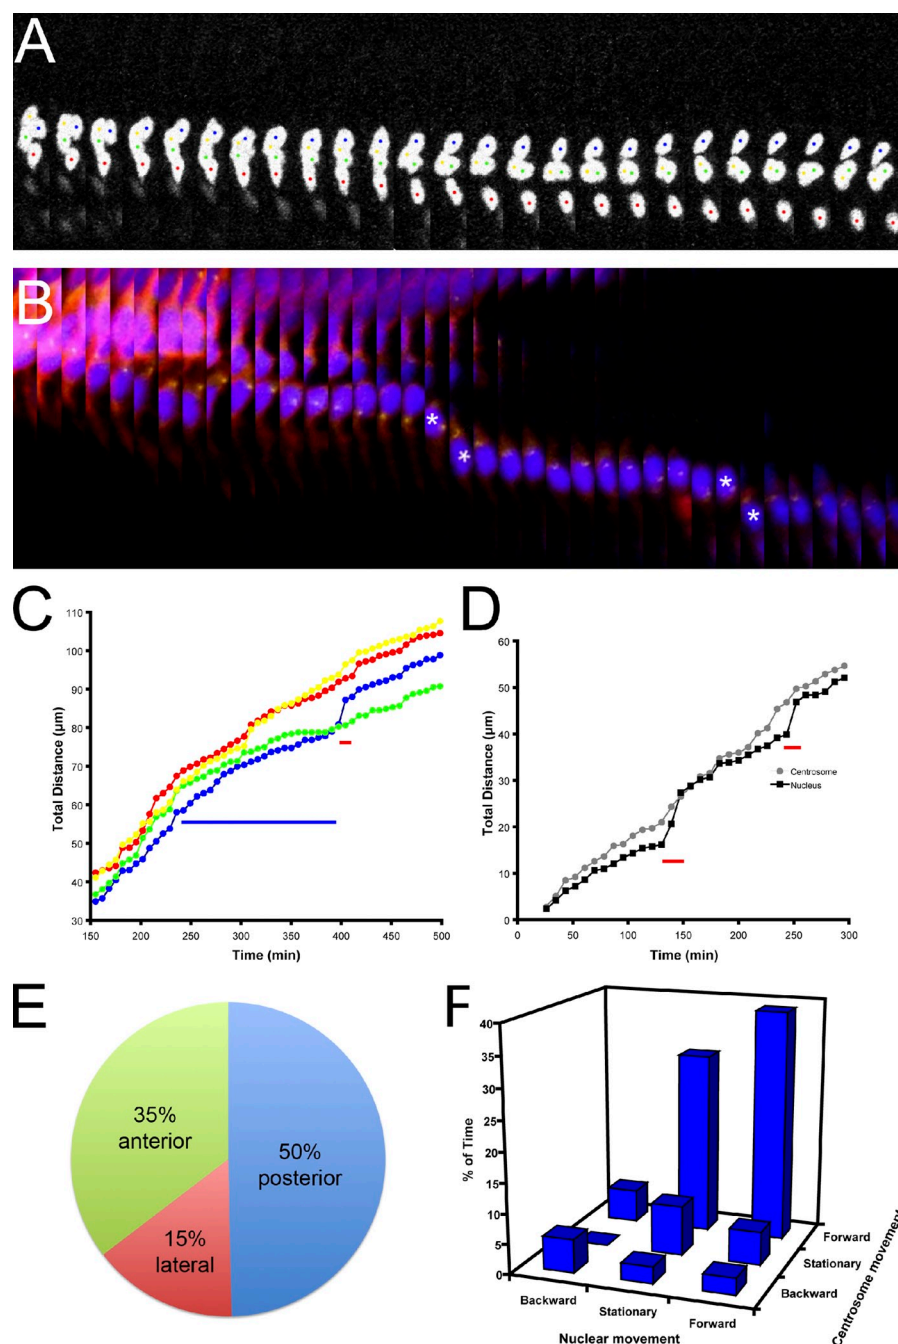 A
B
* * * *
C
110
100
90
80
70
60
50
40
30
Total Distance (µm)
150 200 250 300 350 400 450 500
Time (min)
D
60
50
40
30
20
10
0
Total Distance (µm)
Centrosome
Nucleus
0 50 100 150 200 250 300
Time (min)
E
35%
anterior
50%
posterior
15%
lateral
F
40
35
30
25
20
15
10
5
0
% of Time
Backward Stationary Forward
Nuclear movement
Forward
Stationary
Backward
Centrosome movement